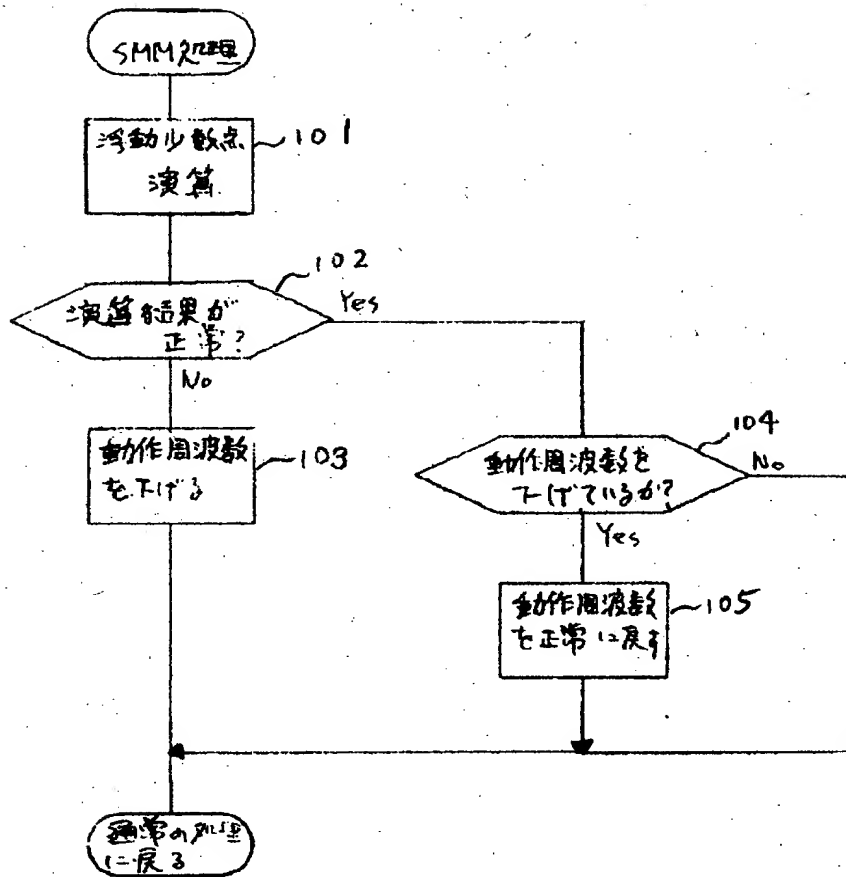 SMM処理
浮動少数点
演算
101
演算結果が
正常?
102
Yes
No
動作周波数
を下げる
103
動作周波数を
下げているか?
104
No
Yes
動作周波数
を正常に戻す
105
通常の処理
に戻る